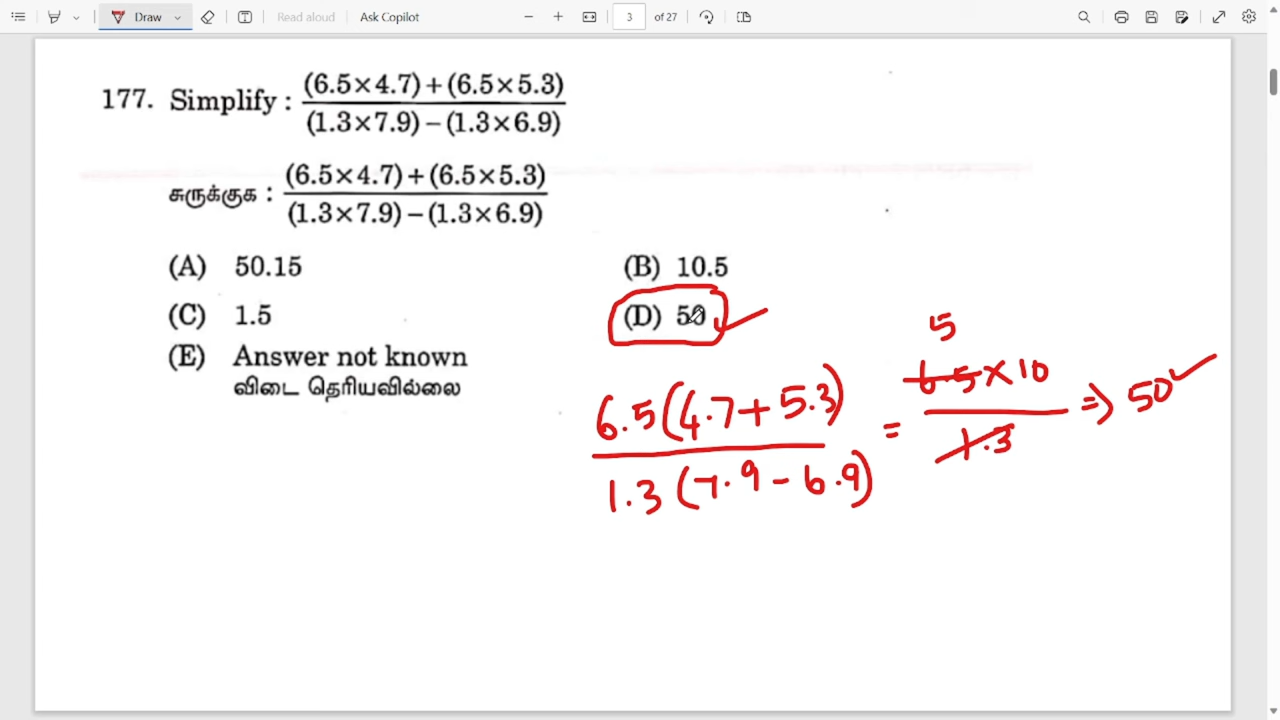 Draw
Read aloud
Ask Copilot
3 of 27
177. Simplify : (6.5×4.7)+(6.5×5.3)
(1.3×7.9)−(1.3×6.9)
சுருக்குக : (6.5×4.7)+(6.5×5.3)
(1.3×7.9)−(1.3×6.9)
(A) 50.15
(B) 10.5
(C) 1.5
(D) 50
(E) Answer not known
விடை தெரியவில்லை
6.5(4.7+5.3)
1.3(7.9-6.9)
=
5
6.5×10
1.3
⇒ 50